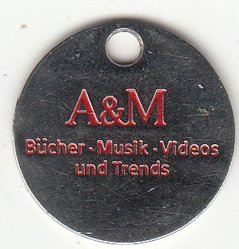 A&M
Bücher · Musik · Videos
und Trends